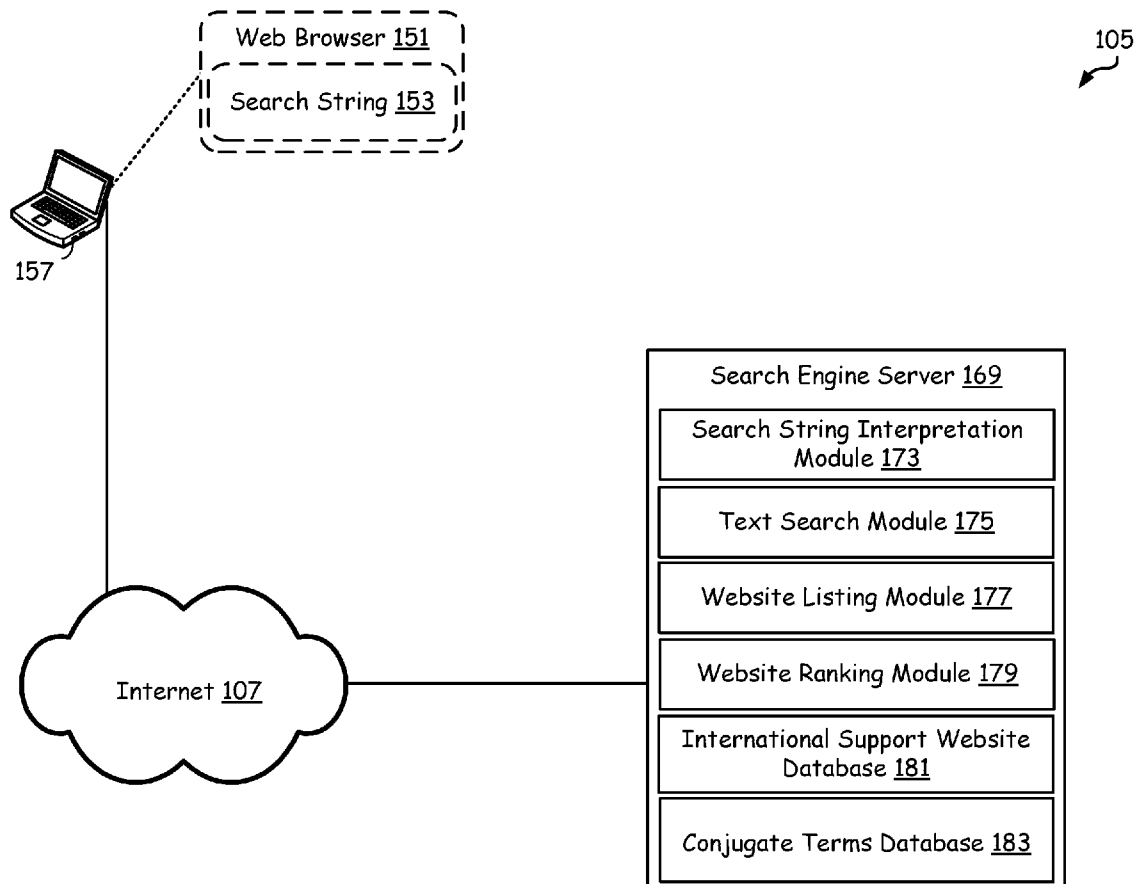 Web Browser 151
105
Search String 153
157
Search Engine Server 169
Search String Interpretation
Module 173
Text Search Module 175
Website Listing Module 177
Website Ranking Module 179
Internet 107
International Support Website
Database 181
Conjugate Terms Database 183